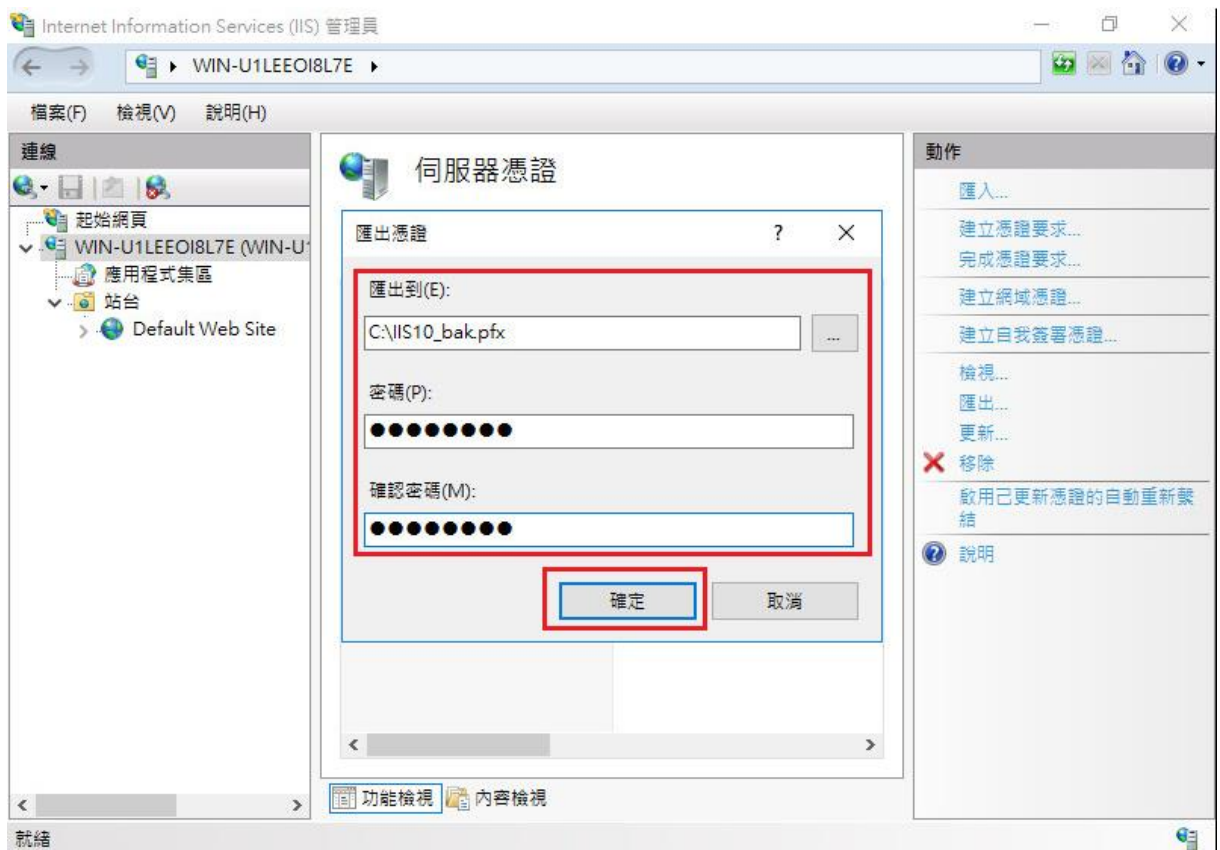 Internet Information Services (IIS) 管理員
WIN-U1LEEOI8L7E
檔案(F) 檢視(V) 說明(H)
連線
起始網頁
WIN-U1LEEOI8L7E (WIN-U1
應用程式集區
站台
Default Web Site
伺服器憑證
匯出憑證 ? ×
匯出到(E):
C:\IIS10_bak.pfx
...
密碼(P):
●●●●●●●●
確認密碼(M):
●●●●●●●●
確定 取消
功能檢視 內容檢視
動作
匯入...
建立憑證要求...
完成憑證要求...
建立網域憑證...
建立自我簽署憑證...
檢視...
匯出...
更新...
移除
啟用已更新憑證的自動重新繫
結
說明
就緒